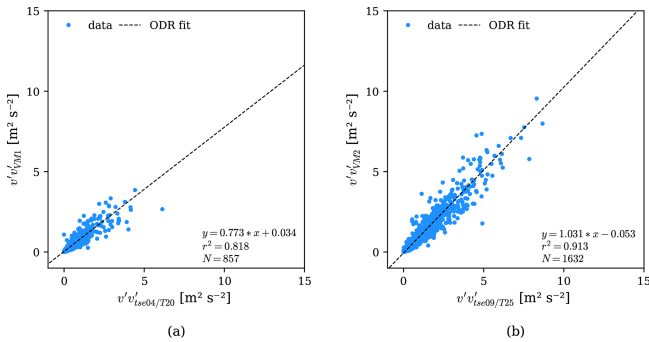 15
10
5
0
data
ODR fit
y = 0.773 * x + 0.034
r² = 0.818
N = 857
0
5
10
15
v′v′VM1 [m² s⁻²]
v′v′tse04/T20 [m² s⁻²]
(a)
15
10
5
0
data
ODR fit
y = 1.031 * x − 0.053
r² = 0.913
N = 1632
0
5
10
15
v′v′VM2 [m² s⁻²]
v′v′tse09/T25 [m² s⁻²]
(b)